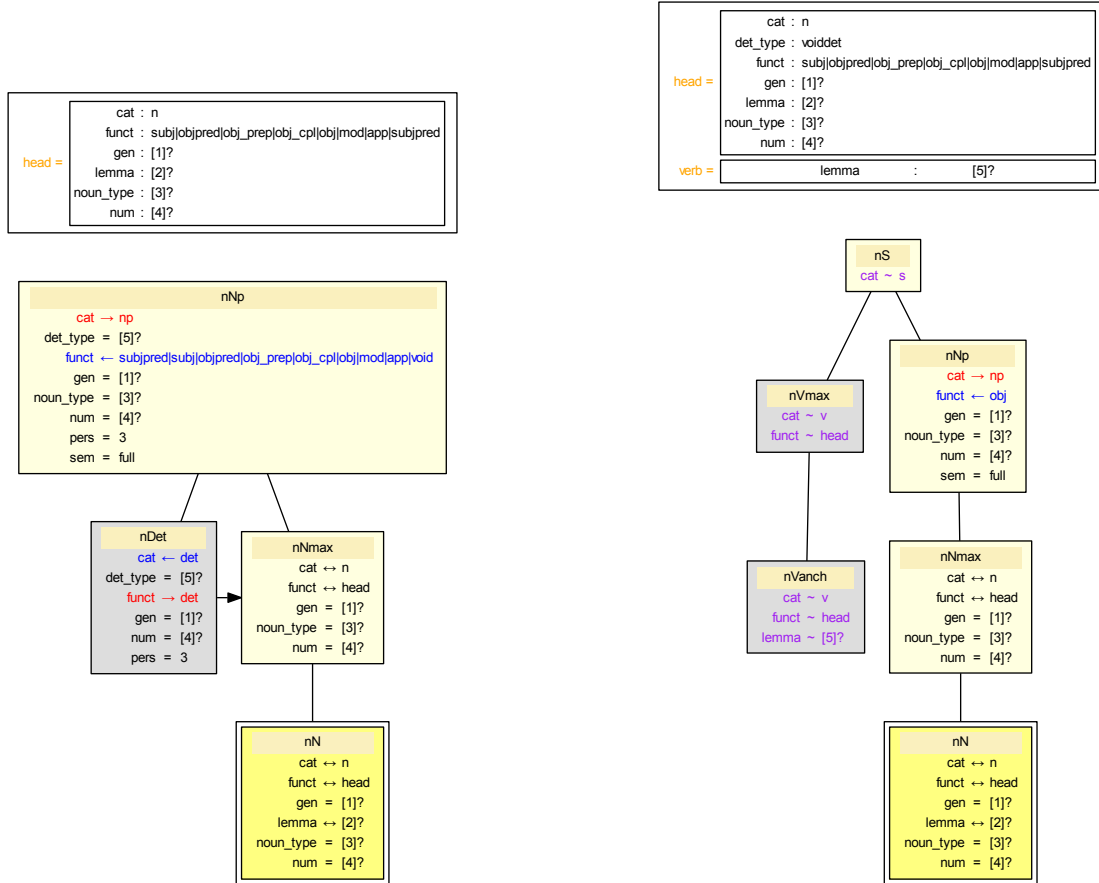 cat : n
funct : subj|objpred|obj_prep|obj_cpl|obj|mod|app|subjpred
gen : [1]?
head =
lemma : [2]?
noun_type : [3]?
num : [4]?
nNp
cat → np
det_type = [5]?
funct ← subjpred|subj|objpred|obj_prep|obj_cpl|obj|mod|app|void
gen = [1]?
noun_type = [3]?
num = [4]?
pers = 3
sem = full
nDet
cat ← det
det_type = [5]?
funct → det
gen = [1]?
num = [4]?
pers = 3
nNmax
cat ↔ n
funct ↔ head
gen = [1]?
noun_type = [3]?
num = [4]?
nN
cat ↔ n
funct ↔ head
gen = [1]?
lemma ↔ [2]?
noun_type = [3]?
num = [4]?
cat : n
det_type : voiddet
funct : subj|objpred|obj_prep|obj_cpl|obj|mod|app|subjpred
head =
gen : [1]?
lemma : [2]?
noun_type : [3]?
num : [4]?
verb = lemma : [5]?
nS
cat ~ s
nVmax
cat ~ v
funct ~ head
nVanch
cat ~ v
funct ~ head
lemma ~ [5]?
nNp
cat → np
funct ← obj
gen = [1]?
noun_type = [3]?
num = [4]?
sem = full
nNmax
cat ↔ n
funct ↔ head
gen = [1]?
noun_type = [3]?
num = [4]?
nN
cat ↔ n
funct ↔ head
gen = [1]?
lemma ↔ [2]?
noun_type = [3]?
num = [4]?